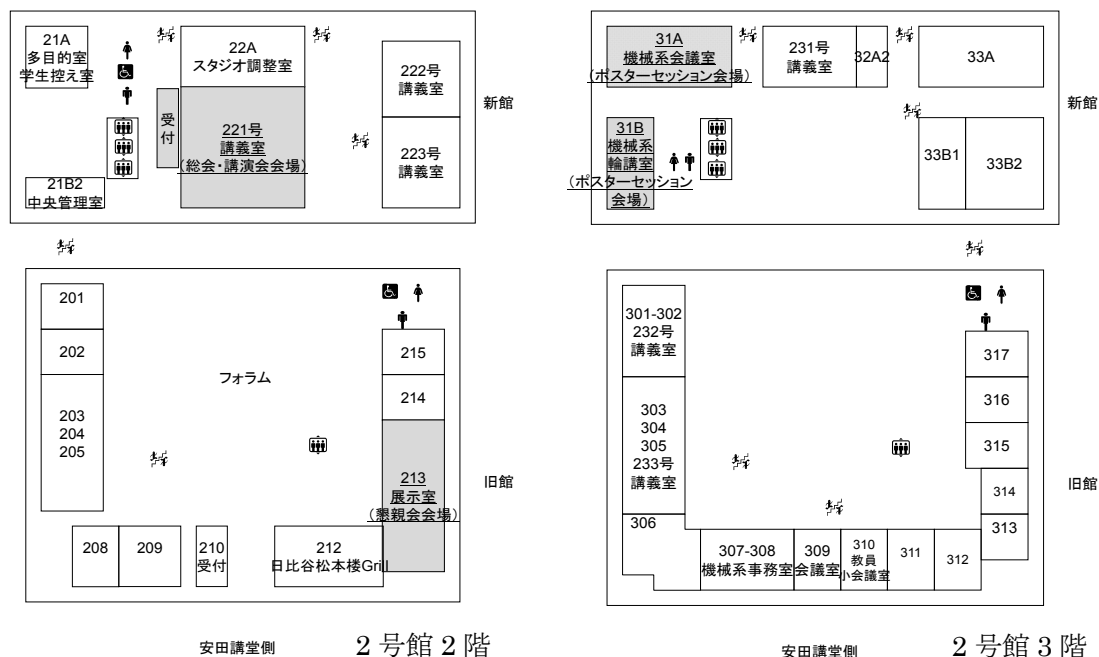 21A
多目的室
学生控え室
22A
スタジオ調整室
222号
講義室
新館
受付
221号
講義室
(総会・講演会会場)
223号
講義室
21B2
中央管理室
201
202
203
204
205
フォラム
215
214
213
展示室
(懇親会会場)
旧館
208
209
210
受付
212
日比谷松本楼Grill
安田講堂側
2号館2階
31A
機械系会議室
(ポスターセッション会場)
231号
講義室
32A2
33A
新館
31B
機械系
輪講室
(ポスターセッション
会場)
33B1
33B2
301-302
232号
講義室
303
304
305
233号
講義室
306
317
316
315
314
313
旧館
307-308
機械系事務室
309
会議室
310
教員
小会議室
311
312
安田講堂側
2号館3階